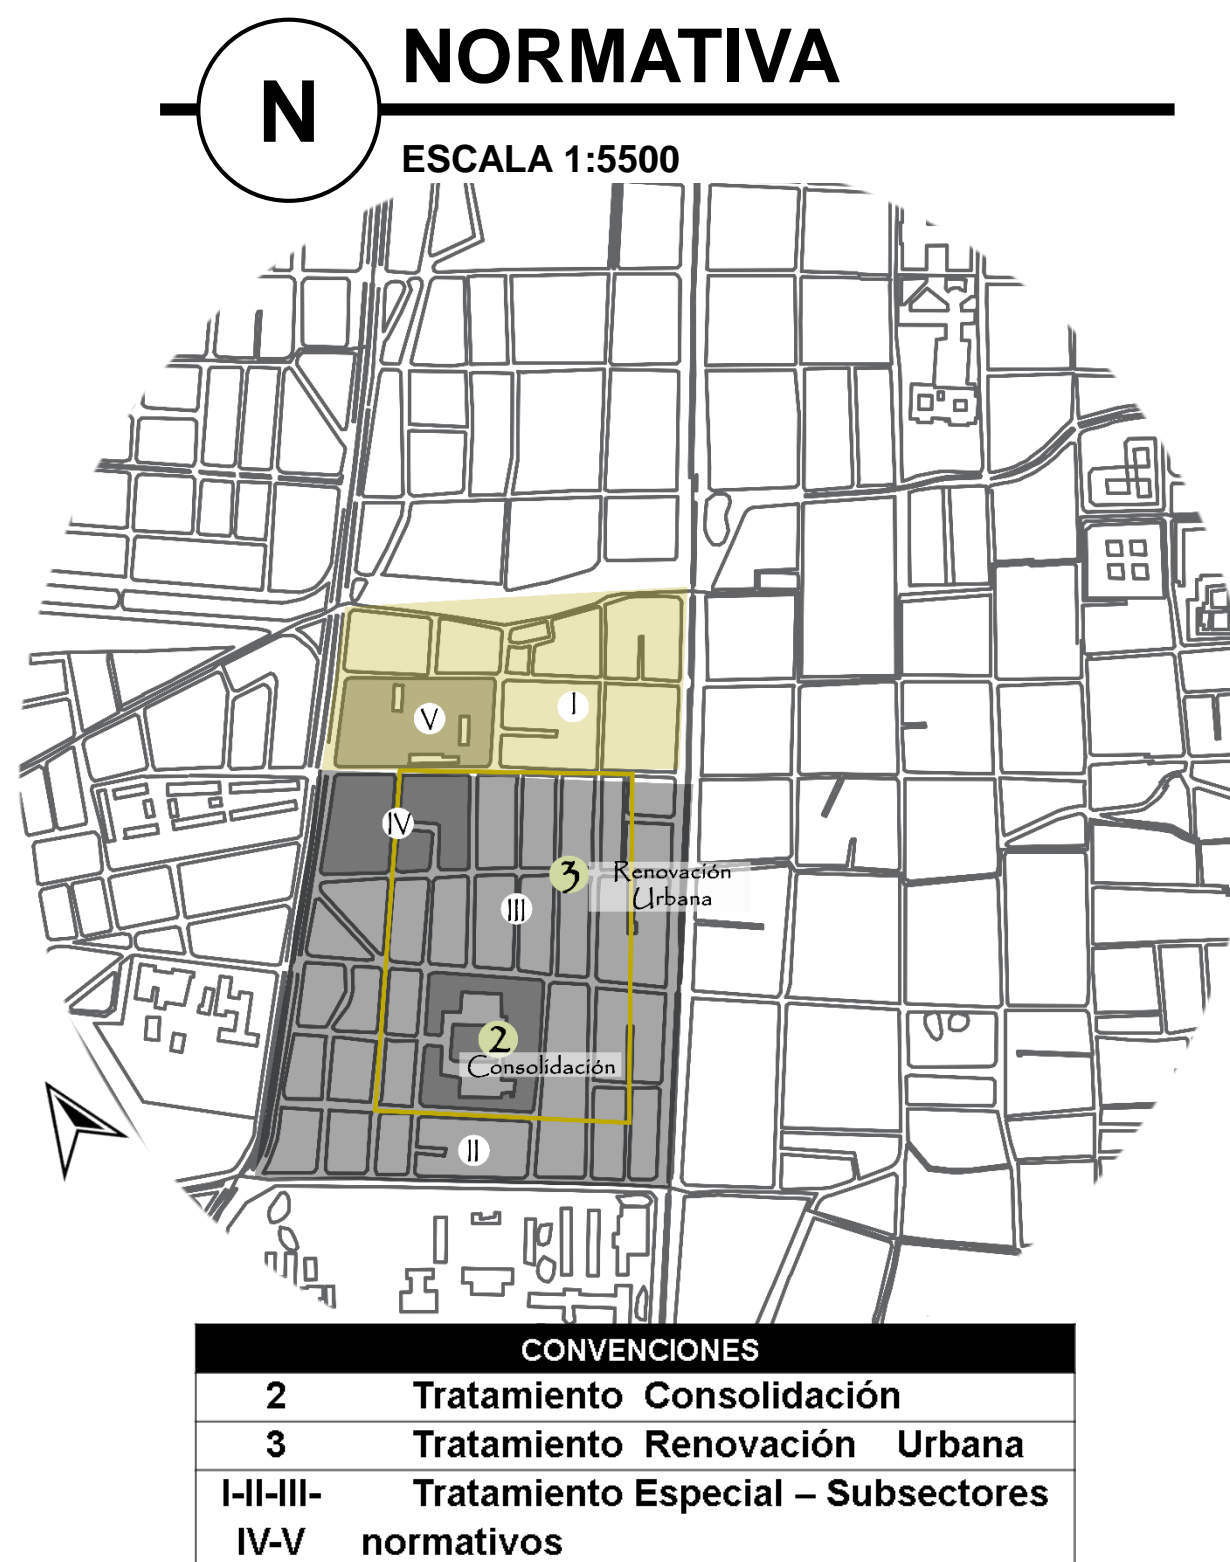 N
NORMATIVA
ESCALA 1:5500
I
V
IV
3
Renovación
Urbana
III
2
Consolidación
II
CONVENCIONES
2 Tratamiento Consolidación
3 Tratamiento Renovación Urbana
I-II-III- Tratamiento Especial – Subsectores
IV-V normativos